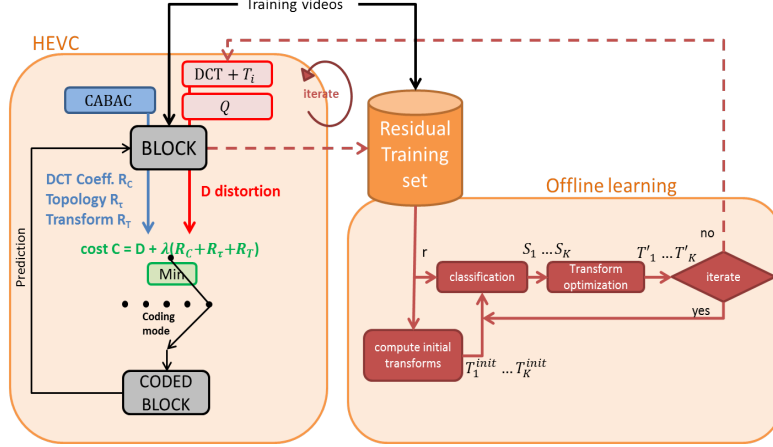 Training videos
HEVC
DCT + T_i
iterate
CABAC
Q
BLOCK
Residual
Training
set
DCT Coeff. R_C
Topology R_τ
Transform R_T
D distortion
Offline learning
Prediction
cost C = D + λ(R_C+R_τ+R_T)
Min
no
r
S_1 …S_K
T'_1 …T'_K
classification
Transform
optimization
iterate
Coding
mode
yes
compute initial
transforms
T_1^{init} …T_K^{init}
CODED
BLOCK